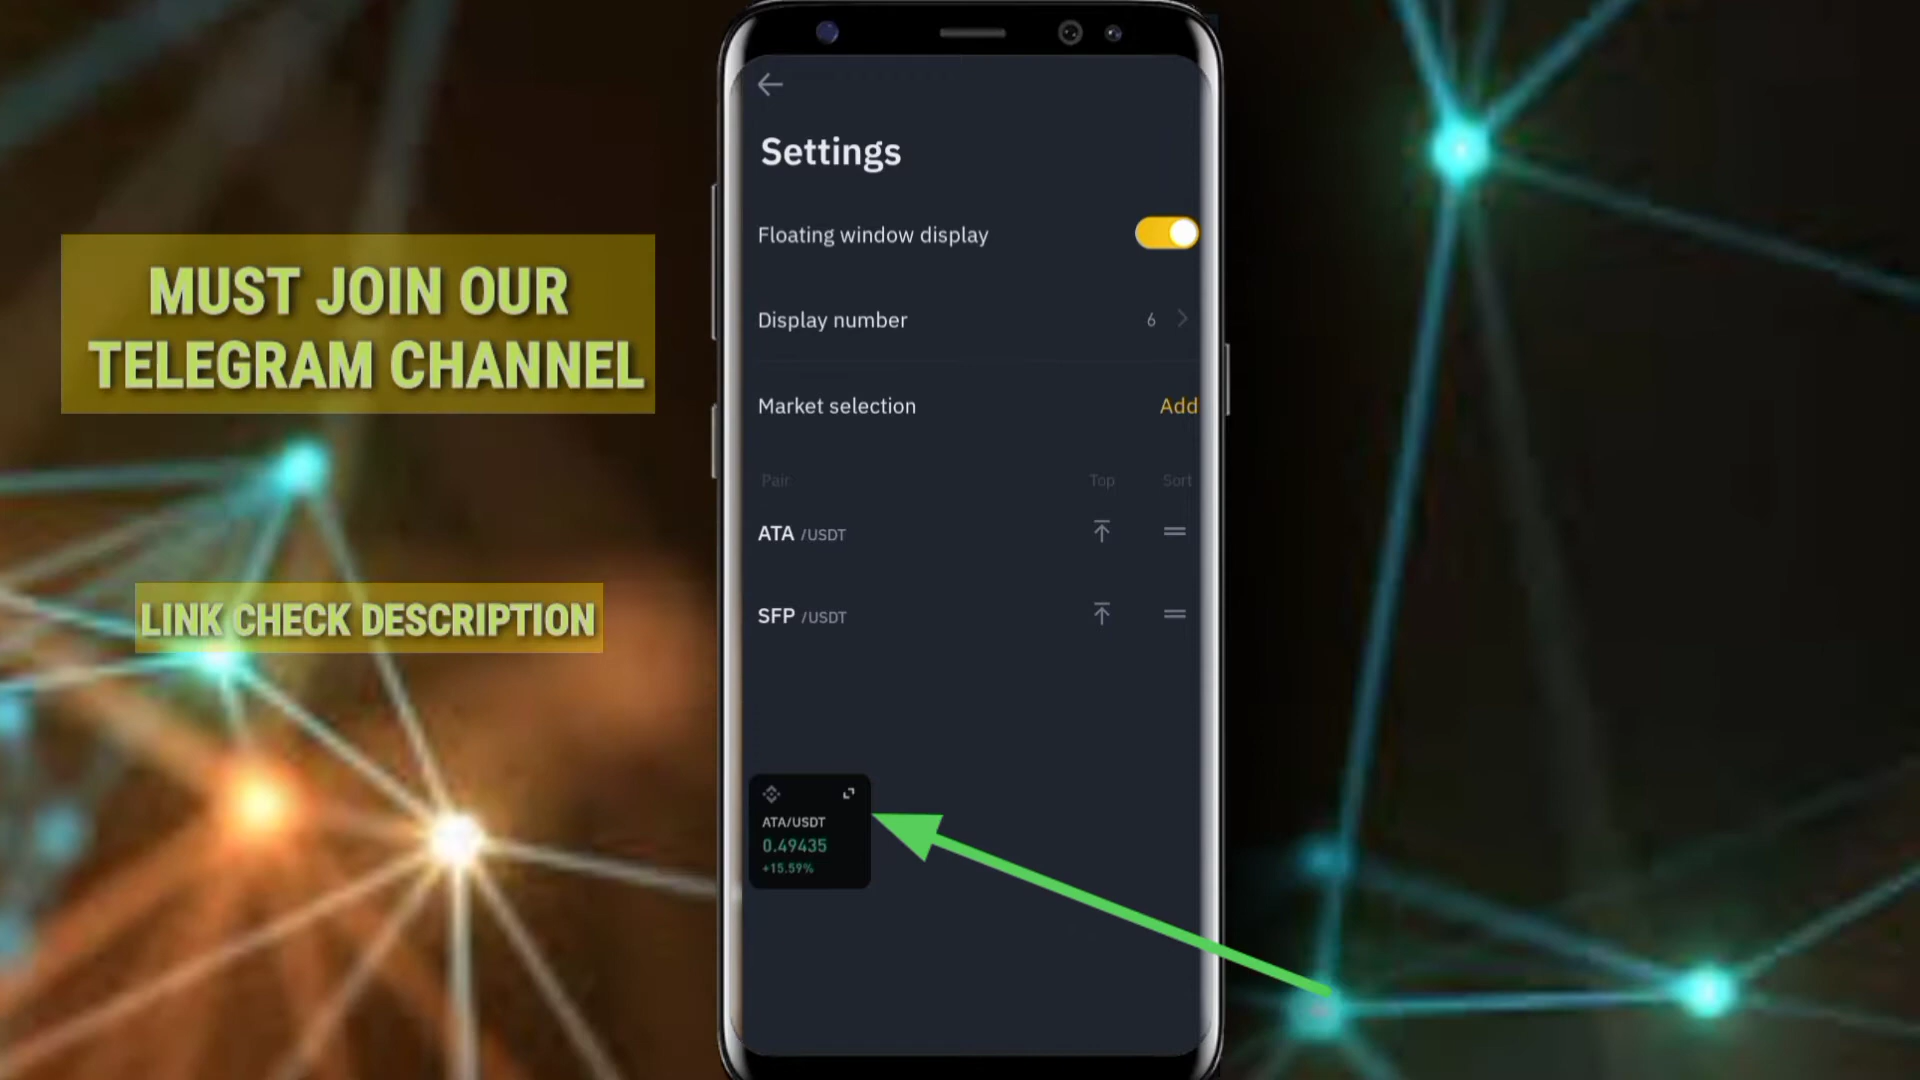 MUST JOIN OUR
TELEGRAM CHANNEL
LINK CHECK DESCRIPTION
Settings
Floating window display
Display number 6
Market selection Add
Pair Top Sort
ATA /USDT
SFP /USDT
ATA/USDT
0.49435
+15.59%